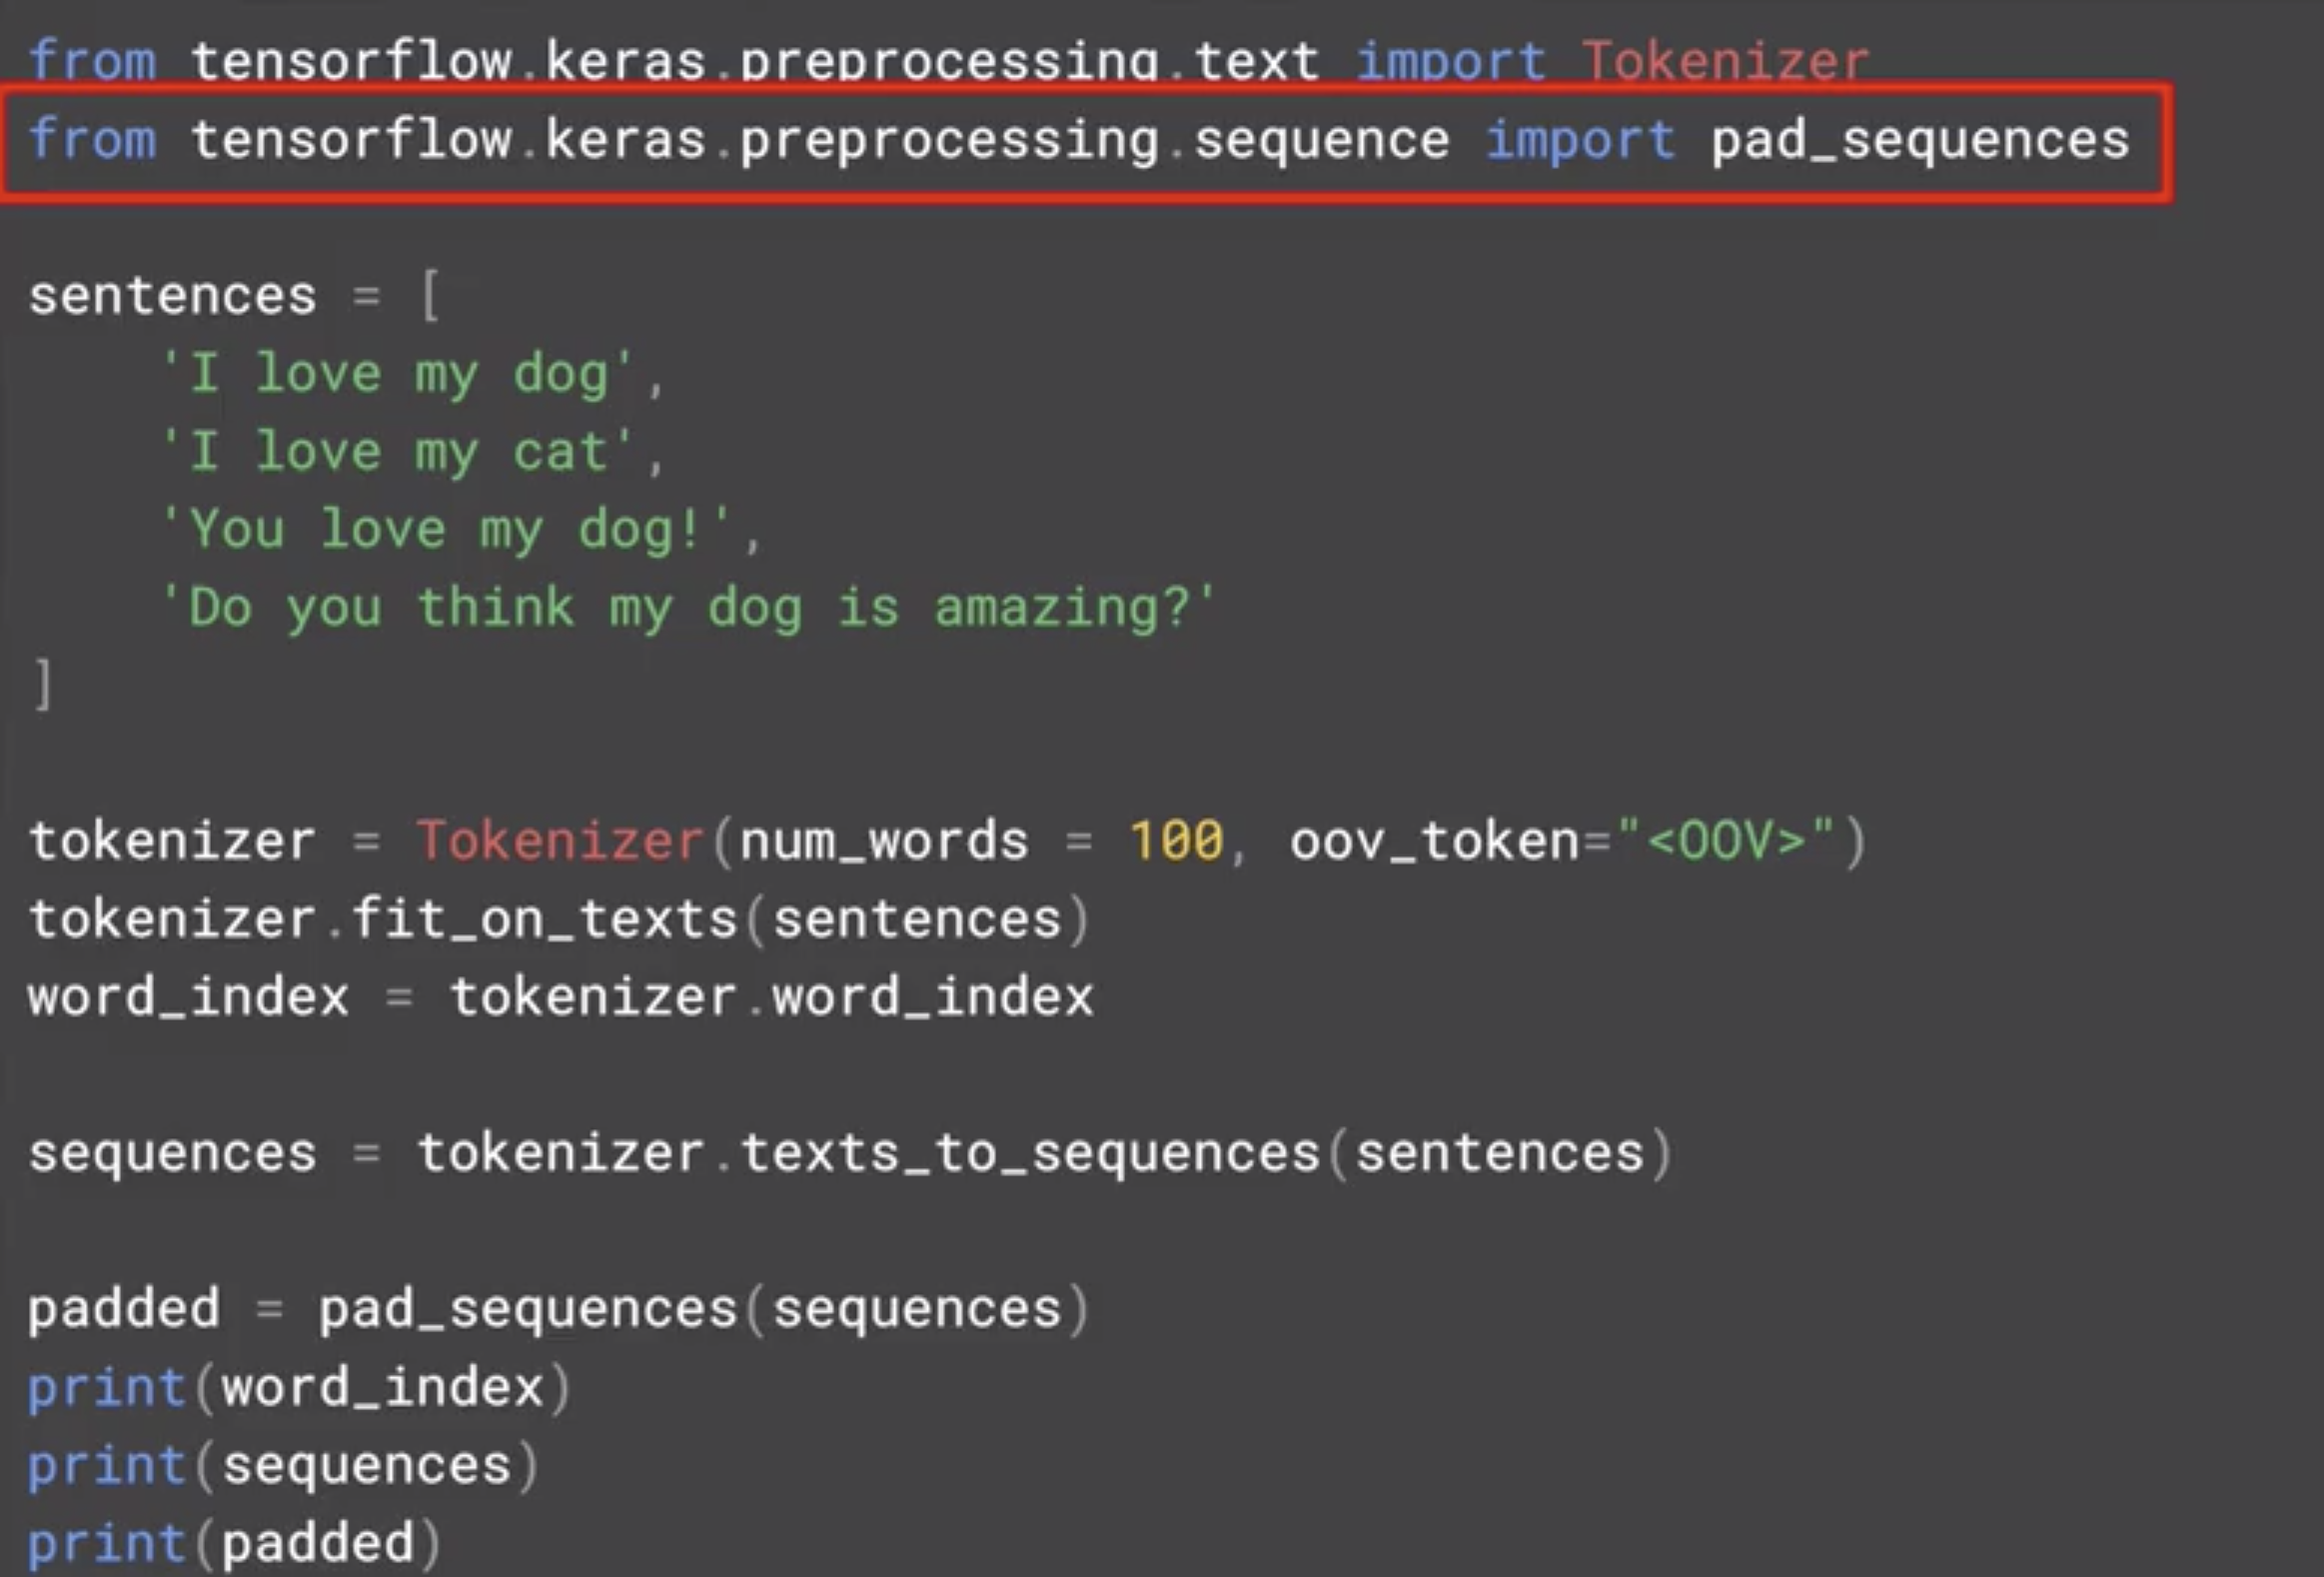 from tensorflow.keras.preprocessing.text import Tokenizer
from tensorflow.keras.preprocessing.sequence import pad_sequences
sentences = [
'I love my dog',
'I love my cat',
'You love my dog!',
'Do you think my dog is amazing?'
]
tokenizer = Tokenizer(num_words = 100, oov_token="<OOV>")
tokenizer.fit_on_texts(sentences)
word_index = tokenizer.word_index
sequences = tokenizer.texts_to_sequences(sentences)
padded = pad_sequences(sequences)
print(word_index)
print(sequences)
print(padded)